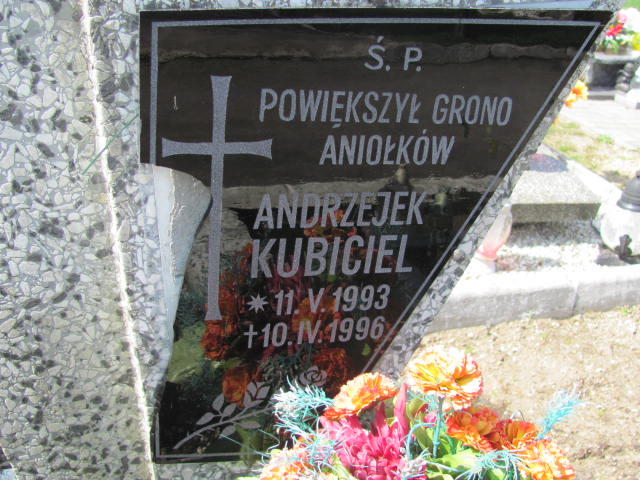 Ś. P.
POWIĘKSZYŁ GRONO
ANIOŁKÓW
ANDRZEJEK
KUBICIEL
✷ 11. V. 1993
† 10. IV. 1996